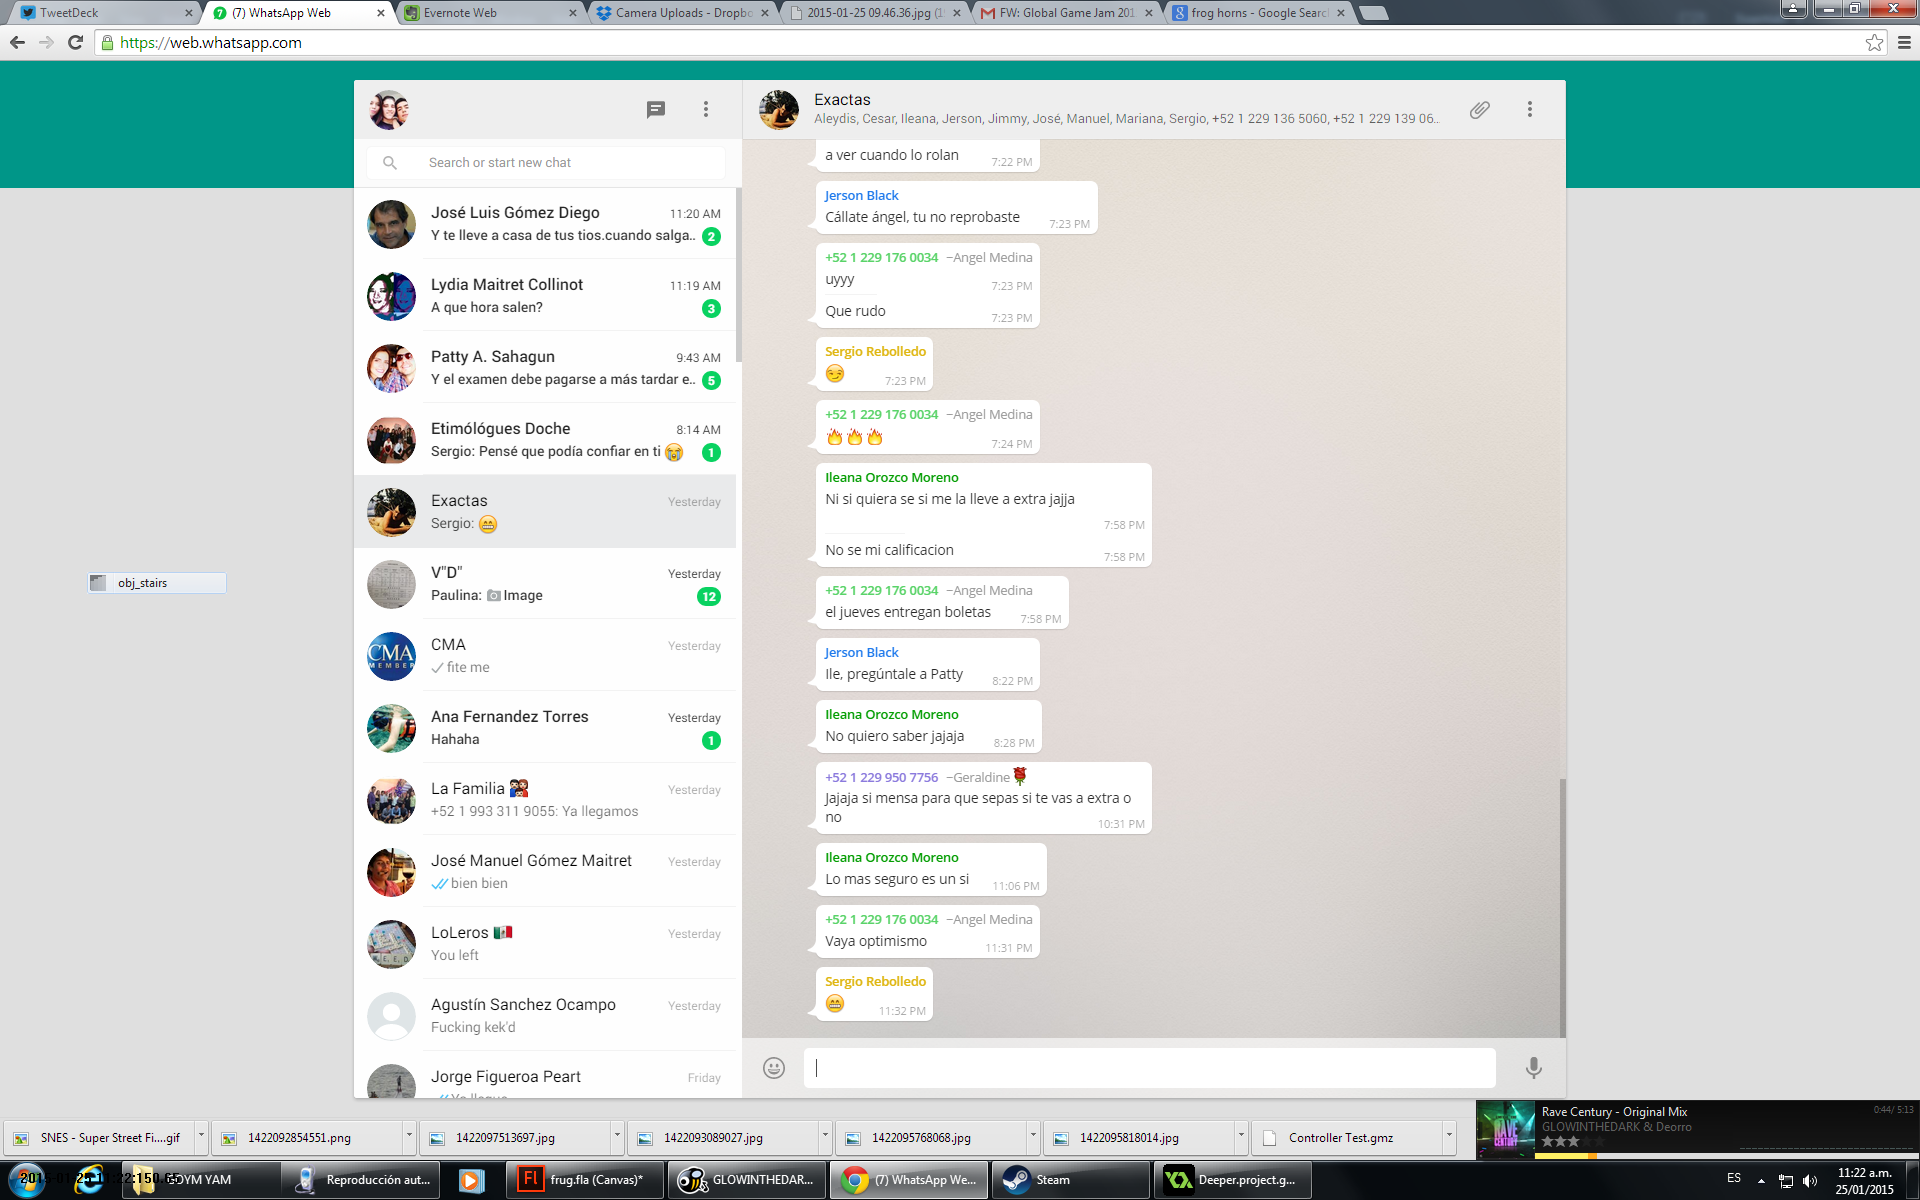 TweetDeck
(7) WhatsApp Web
Evernote Web
Camera Uploads - Dropbo
2015-01-25 09.46.36.jpg (1
FW: Global Game Jam 201
frog horns - Google Search
https://web.whatsapp.com
Search or start new chat
José Luis Gómez Diego 11:20 AM
Y te lleve a casa de tus tios.cuando salga.. 2
Lydia Maitret Collinot 11:19 AM
A que hora salen? 3
Patty A. Sahagun 9:43 AM
Y el examen debe pagarse a más tardar e.. 5
Etimólógues Doche 8:14 AM
Sergio: Pensé que podía confiar en ti 😭 1
Exactas Yesterday
Sergio: 😁
V"D" Yesterday
Paulina: Image 12
CMA Yesterday
fite me
Ana Fernandez Torres Yesterday
Hahaha 1
La Familia Yesterday
+52 1 993 311 9055: Ya llegamos
José Manuel Gómez Maitret Yesterday
bien bien
LoLeros 🇲🇽 Yesterday
You left
Agustín Sanchez Ocampo Yesterday
Fucking kek'd
Jorge Figueroa Peart Friday
CMA
MEMBER
Exactas
Aleydis, Cesar, Ileana, Jerson, Jimmy, José, Manuel, Mariana, Sergio, +52 1 229 136 5060, +52 1 229 139 06...
a ver cuando lo rolan 7:22 PM
Jerson Black
Cállate ángel, tu no reprobaste 7:23 PM
+52 1 229 176 0034 ~Angel Medina
uyyy 7:23 PM
Que rudo 7:23 PM
Sergio Rebolledo
😏 7:23 PM
+52 1 229 176 0034 ~Angel Medina
🔥🔥🔥 7:24 PM
Ileana Orozco Moreno
Ni si quiera se si me la lleve a extra jajja
7:58 PM
No se mi calificacion 7:58 PM
+52 1 229 176 0034 ~Angel Medina
el jueves entregan boletas 7:58 PM
Jerson Black
Ile, pregúntale a Patty 8:22 PM
Ileana Orozco Moreno
No quiero saber jajaja 8:28 PM
+52 1 229 950 7756 ~Geraldine🌹
Jajaja si mensa para que sepas si te vas a extra o
no 10:31 PM
Ileana Orozco Moreno
Lo mas seguro es un si 11:06 PM
+52 1 229 176 0034 ~Angel Medina
Vaya optimismo 11:31 PM
Sergio Rebolledo
😁 11:32 PM
obj_stairs
SNES - Super Street Fi....gif
1422092854551.png
1422097513697.jpg
1422093089027.jpg
1422095768068.jpg
1422095818014.jpg
Controller Test.gmz
RAVE
CENTURY
Rave Century - Original Mix 0:44/ 5:13
GLOWINTHEDARK & Deorro
YM YAM
Reproducción aut...
Fl
frug.fla (Canvas)*
GLOWINTHEDAR...
(7) WhatsApp We...
Steam
Deeper.project.g...
ES
11:22 a.m.
25/01/2015